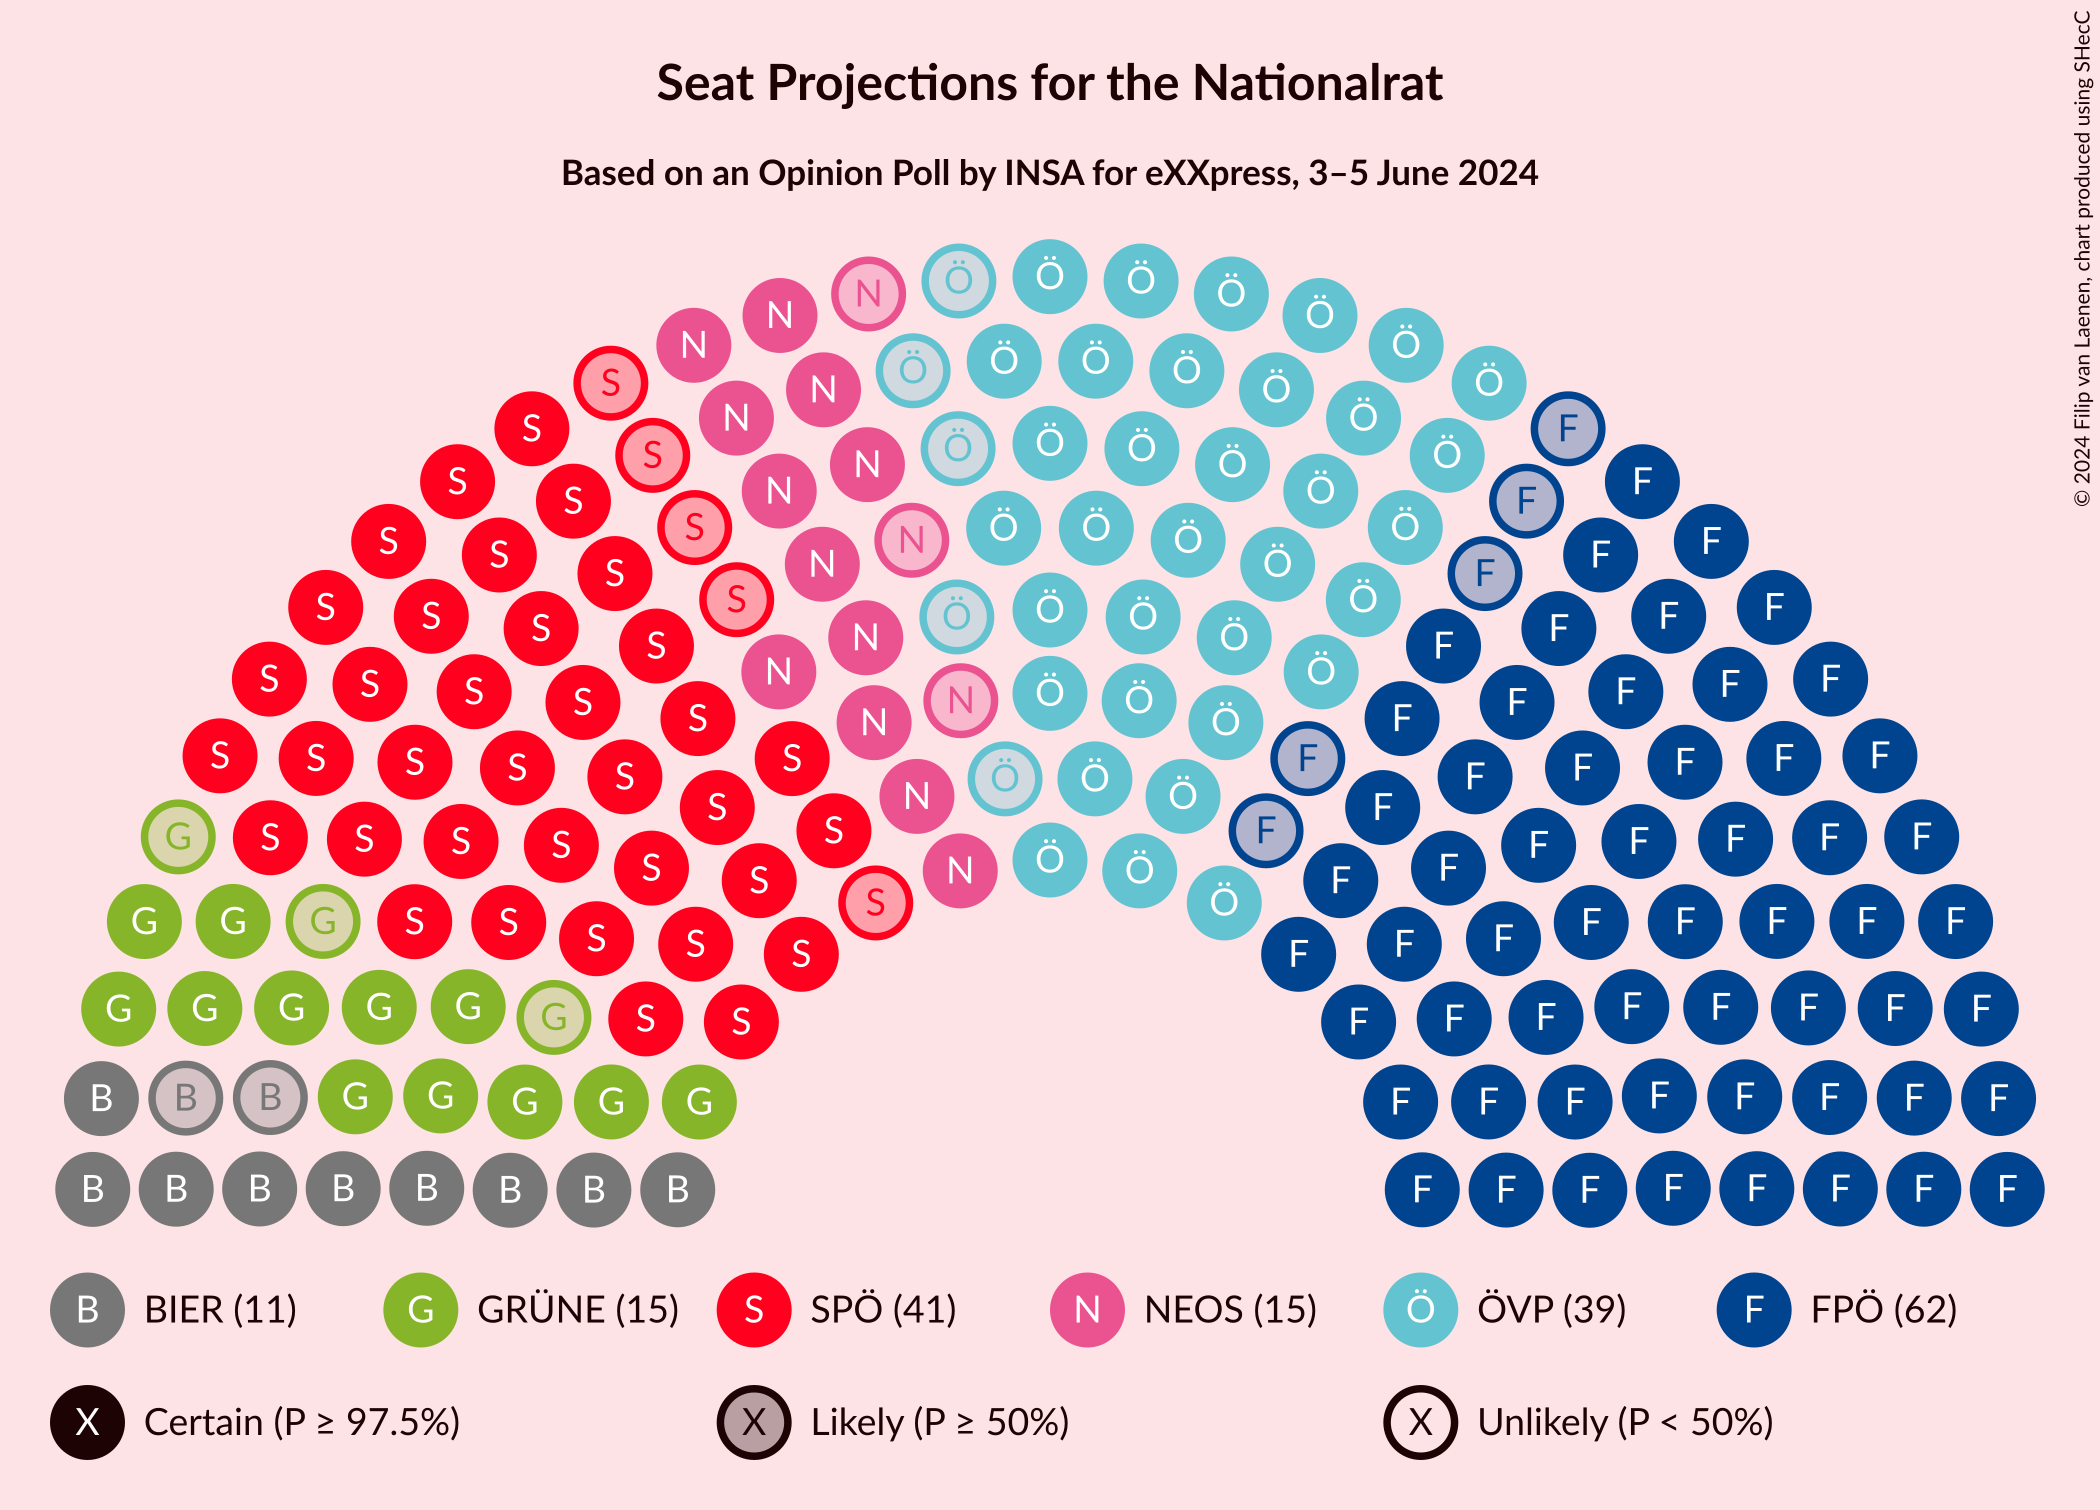 Seat Projections for the Nationalrat
Based on an Opinion Poll by INSA for eXXpress, 3–5 June 2024
© 2024 Filip van Laenen, chart produced using SHecC
N Ö Ö Ö Ö
N N Ö Ö
S N Ö Ö Ö Ö Ö Ö
N Ö Ö
S S N Ö F
S N Ö Ö Ö Ö Ö
S S N N Ö Ö F F
S S N Ö Ö Ö Ö F F
S S N Ö F F
S S S N Ö Ö Ö Ö Ö F F F
S S S N Ö F F F
S S S N N Ö Ö F F F
S S S S N Ö Ö Ö F F F F
S S S S S N Ö Ö Ö F F F F F
G S S S S S S Ö F F F F F F
S S N Ö Ö F F
G G G S S S S S Ö F F F F F F F
S S F F
G G G G G G S S F F F F F F F F
B B B G G G G G F F F F F F F F
B B B B B B B B F F F F F F F F
B BIER (11) G GRÜNE (15) S SPÖ (41) N NEOS (15) Ö ÖVP (39) F FPÖ (62)
X Certain (P ≥ 97.5%) X Likely (P ≥ 50%) X Unlikely (P < 50%)